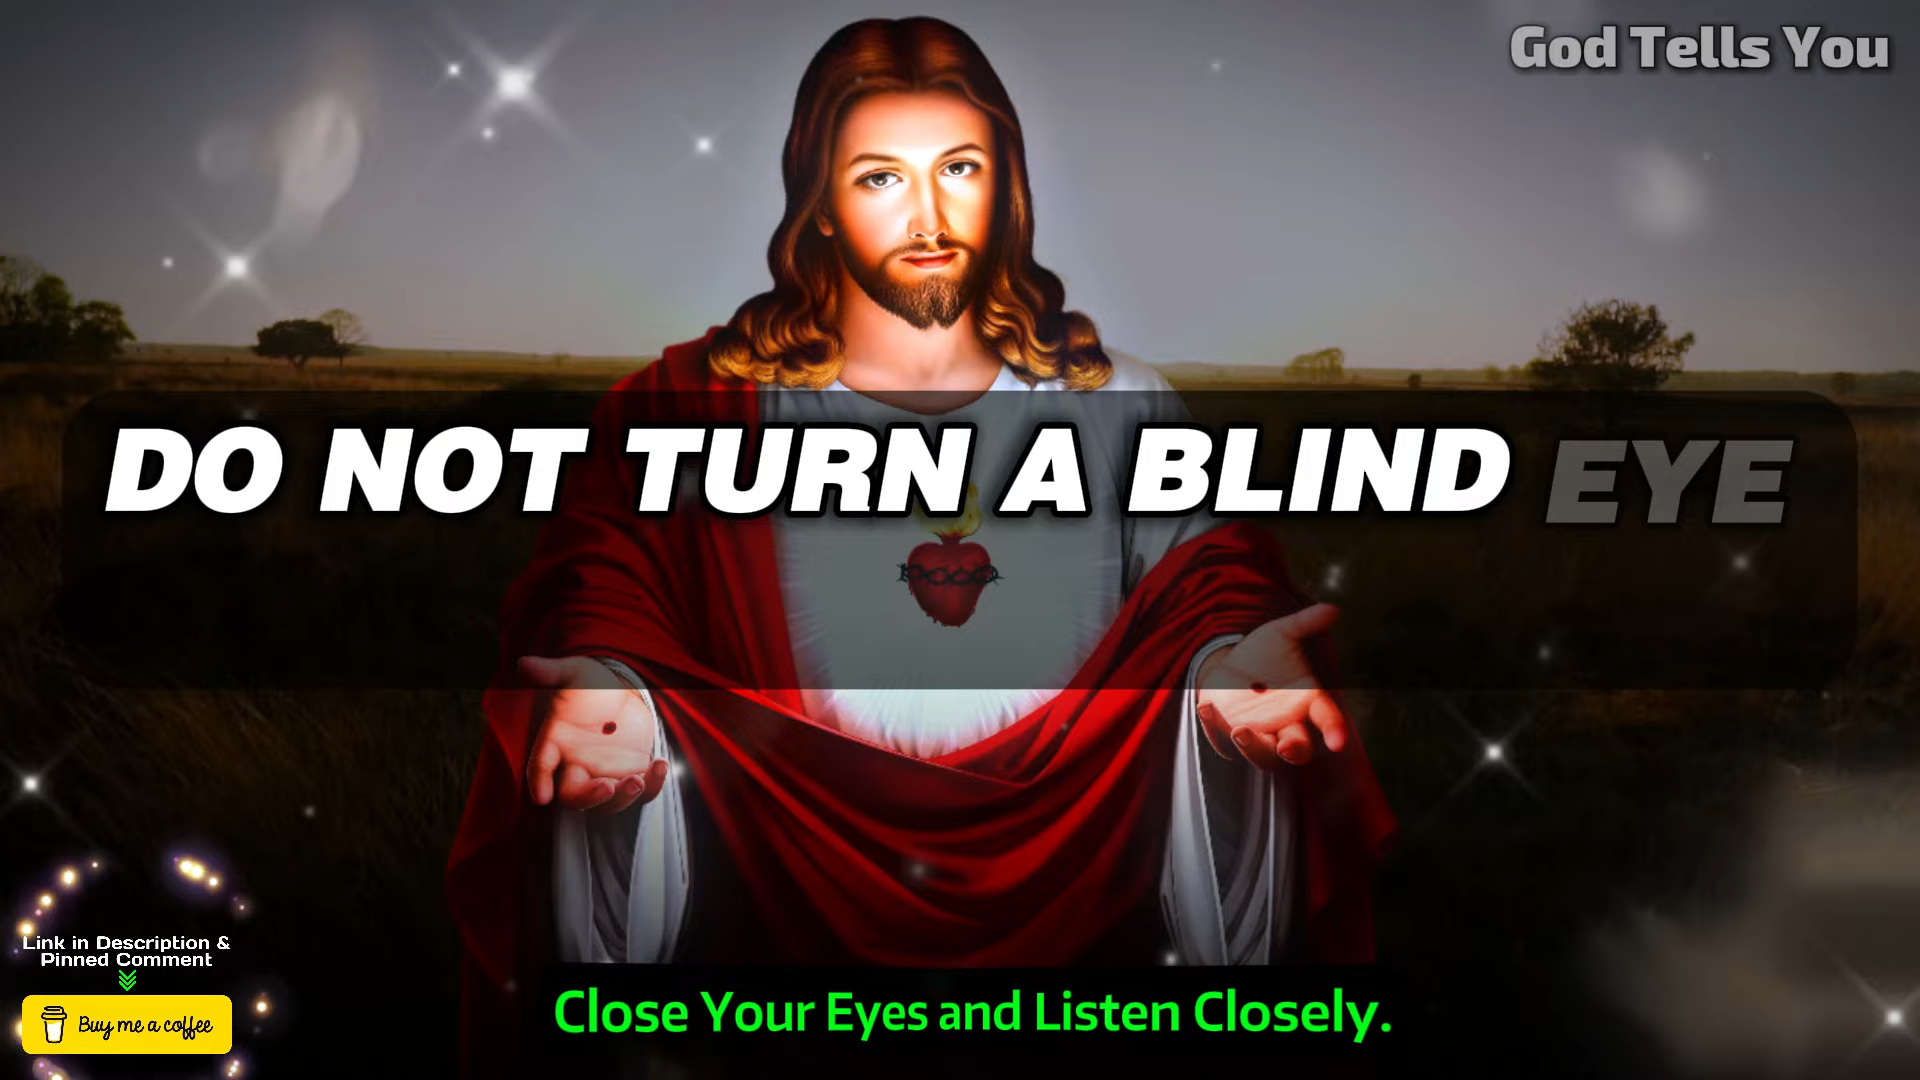 God Tells You
DO NOT TURN A BLIND EYE
Link in Description &
Pinned Comment
Buy me a coffee
Close Your Eyes and Listen Closely.